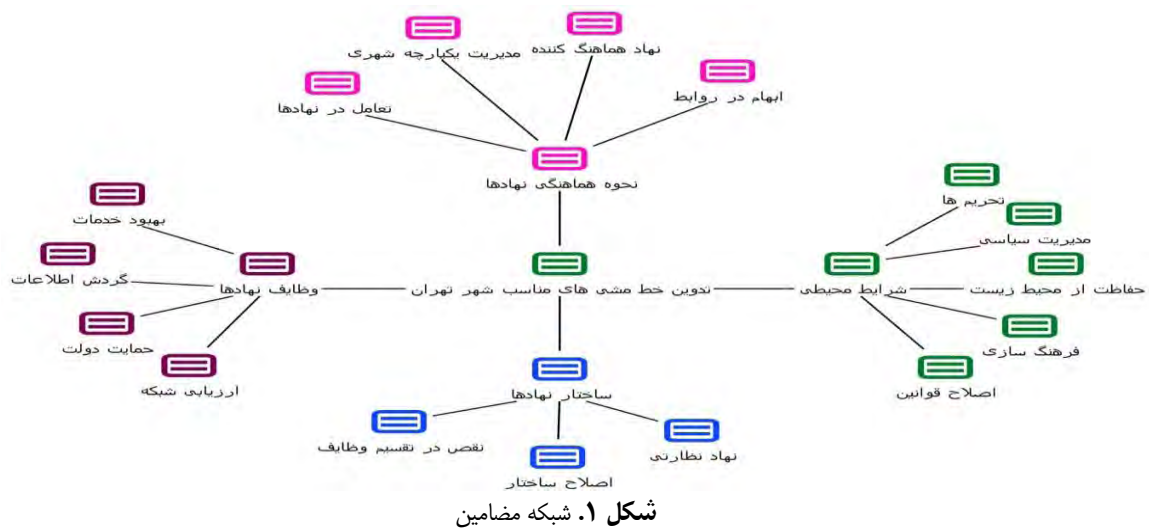 نهاد هماهنگ کننده
مدیریت یکپارچه شهری
ابهام در روابط
تعامل در نهادها
نحوه هماهنگی نهادها
تحریم ها
بهبود خدمات
مدیریت سیاسی
گردش اطلاعات
وظایف نهادها
تدوین خط مشی های مناسب شهر تهران
شرایط محیطی
حفاظت از محیط زیست
حمایت دولت
فرهنگ سازی
ارزیابی شبکه
ساختار نهادها
اصلاح قوانین
نقص در تقسیم وظایف
نهاد نظارتی
اصلاح ساختار
شکل ۱. شبکه مضامین